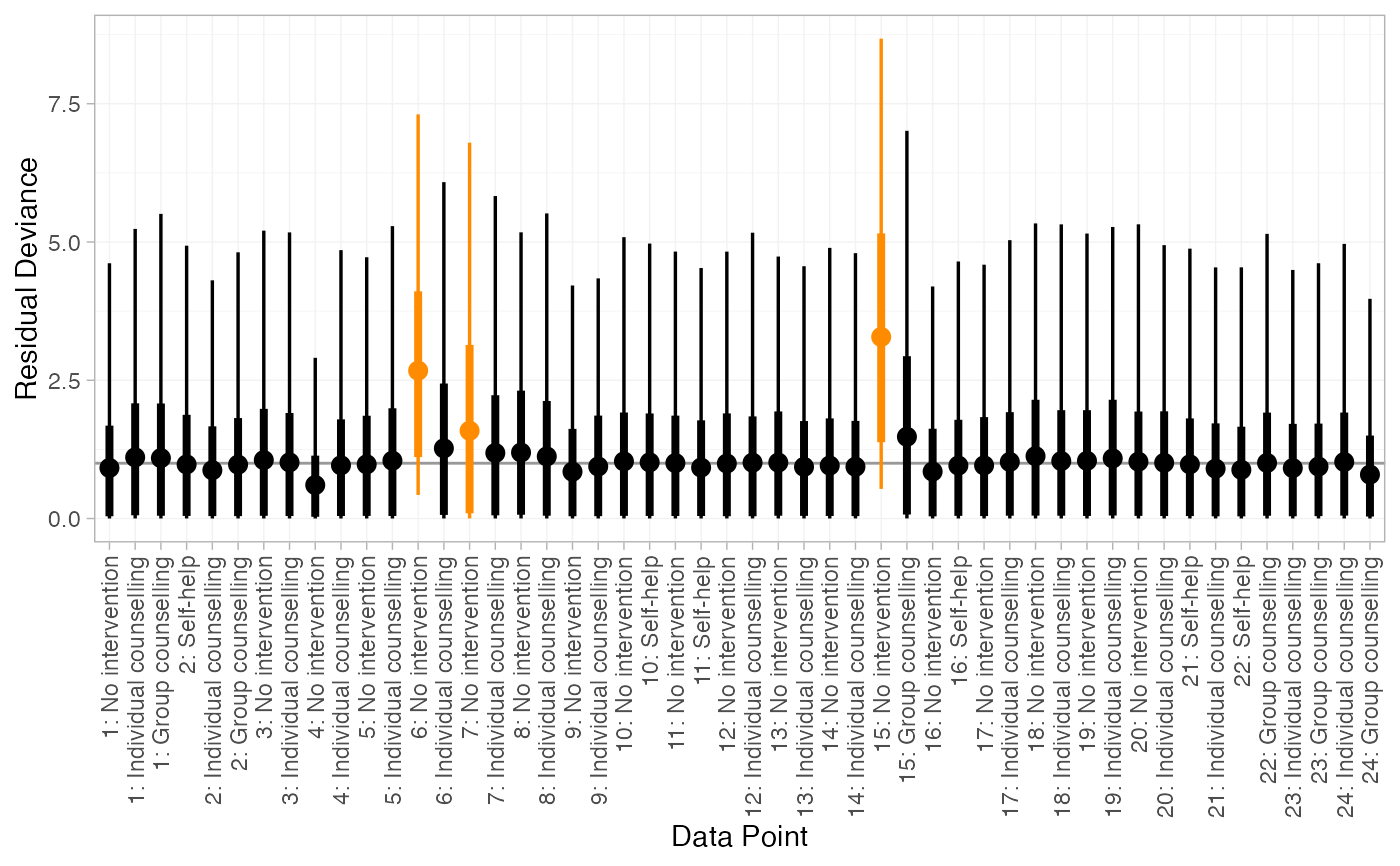 7.5
5.0
2.5
0.0
Residual Deviance
1: No intervention
1: Individual counselling
1: Group counselling
2: Self-help
2: Individual counselling
2: Group counselling
3: No intervention
3: Individual counselling
4: No intervention
4: Individual counselling
5: No intervention
5: Individual counselling
6: No intervention
6: Individual counselling
7: No intervention
7: Individual counselling
8: No intervention
8: Individual counselling
9: No intervention
9: Individual counselling
10: No intervention
10: Self-help
11: No intervention
11: Self-help
12: No intervention
12: Individual counselling
13: No intervention
13: Individual counselling
14: No intervention
14: Individual counselling
15: No intervention
15: Group counselling
16: No intervention
16: Self-help
17: No intervention
17: Individual counselling
18: No intervention
18: Individual counselling
19: No intervention
19: Individual counselling
20: No intervention
20: Individual counselling
21: Self-help
21: Individual counselling
22: Self-help
22: Group counselling
23: Individual counselling
23: Group counselling
24: Individual counselling
24: Group counselling
Data Point